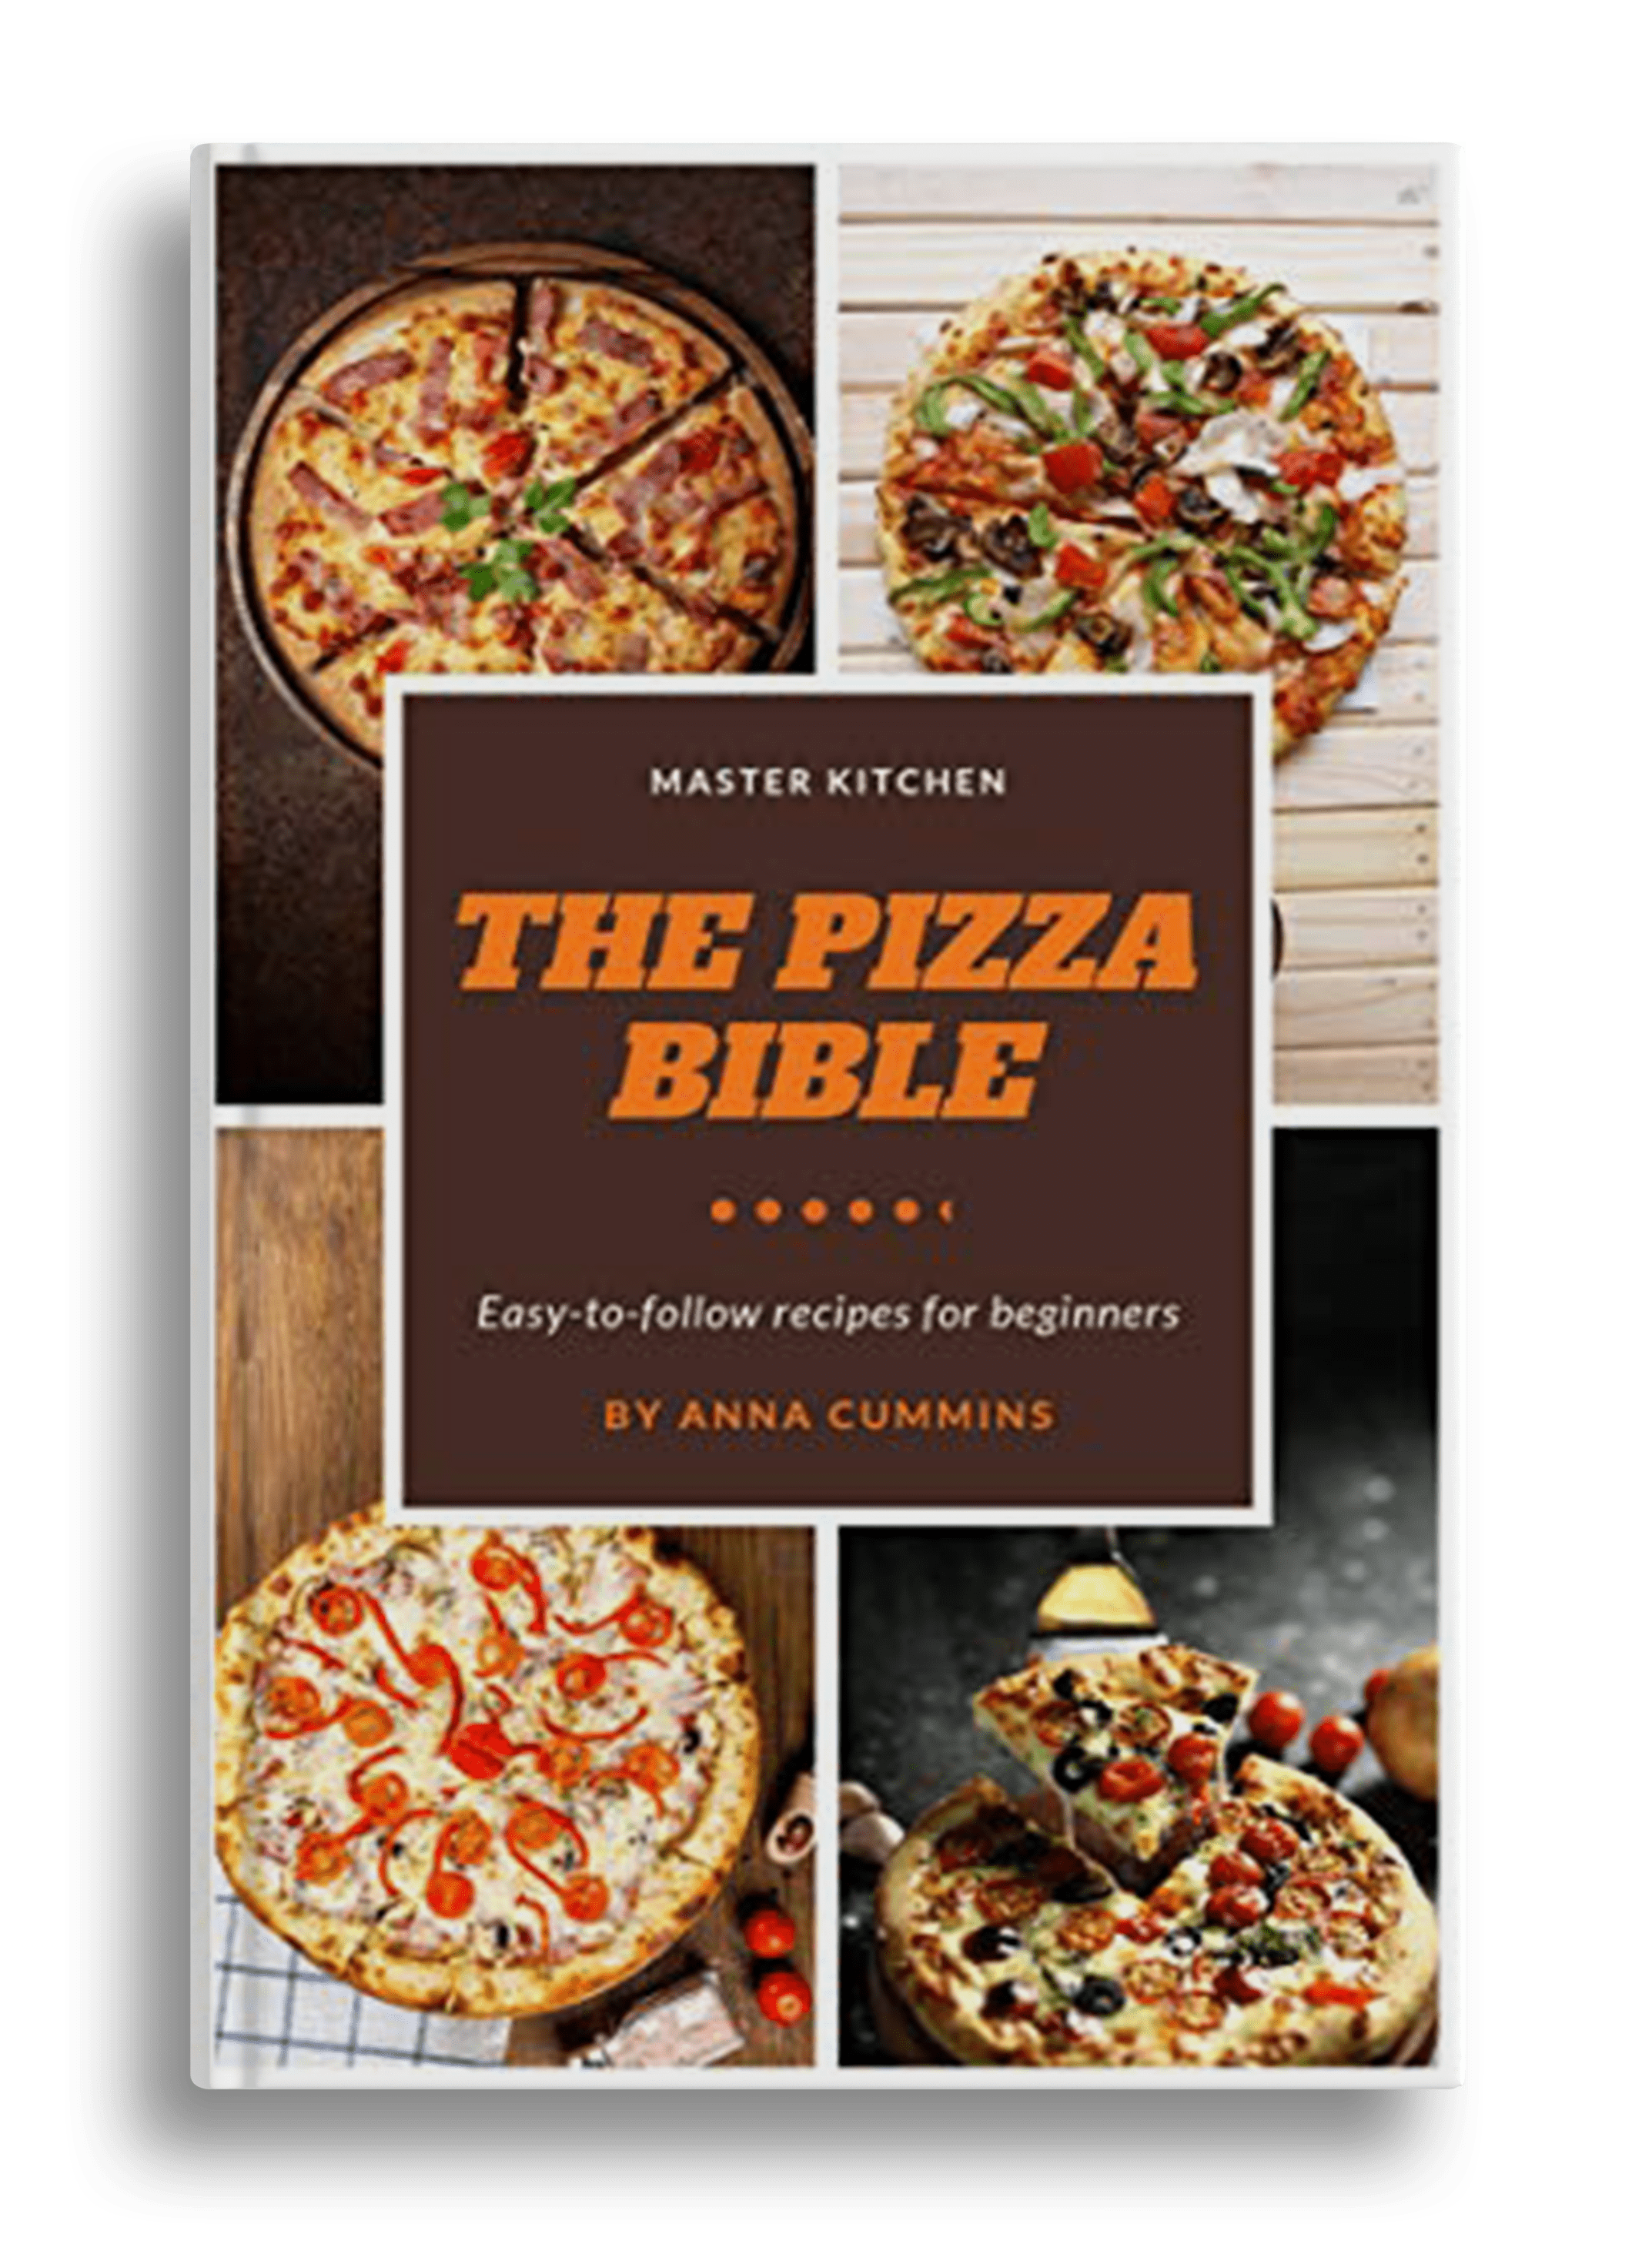 MASTER KITCHEN
THE PIZZA
BIBLE
Easy-to-follow recipes for beginners
BY ANNA CUMMINS